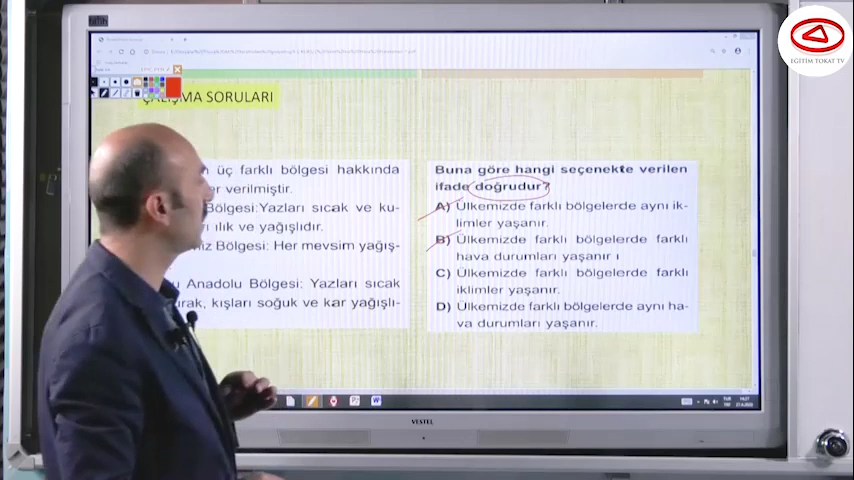 EĞİTİM TOKAT TV
ÇALIŞMA SORULARI
üç farklı bölgesi hakkında
verilmiştir.
Bölgesi:Yazları sıcak ve ku-
ılık ve yağışlıdır.
Bölgesi: Her mevsim yağış-
Anadolu Bölgesi: Yazları sıcak
kışları soğuk ve kar yağışlı-
Buna göre hangi seçenekte verilen
ifade doğrudur?
A) Ülkemizde farklı bölgelerde aynı ik-
limler yaşanır.
B) Ülkemizde farklı bölgelerde farklı
hava durumları yaşanır ı
C) Ülkemizde farklı bölgelerde farklı
iklimler yaşanır.
D) Ülkemizde farklı bölgelerde aynı ha-
va durumları yaşanır.
VESTEL